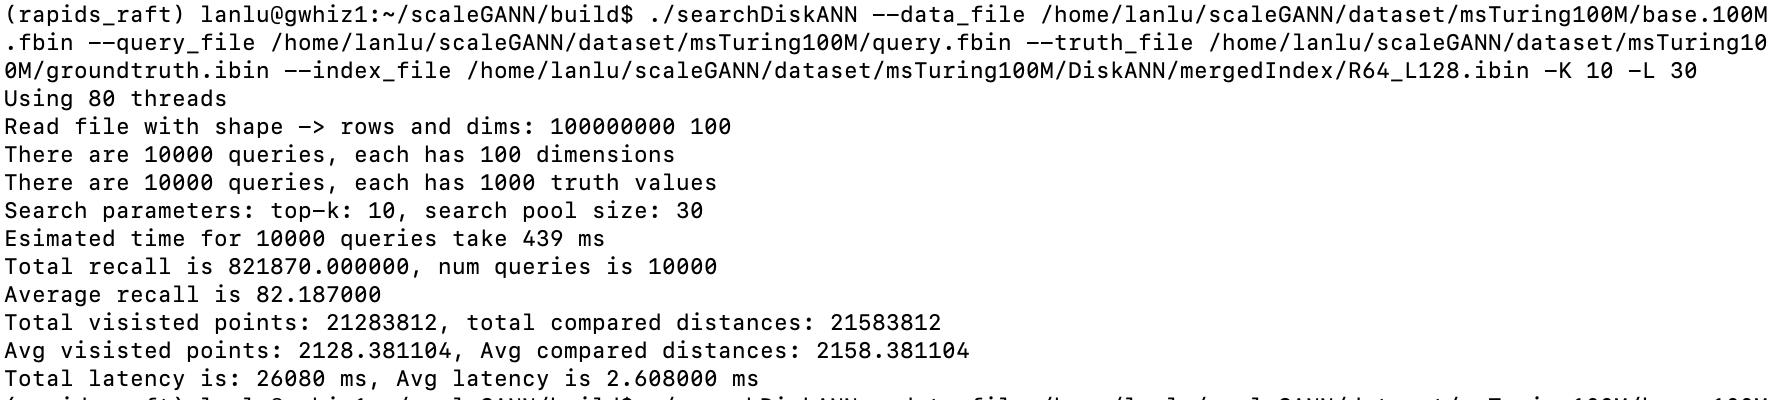 (rapids_raft) lanlu@gwhiz1:~/scaleGANN/build$ ./searchDiskANN --data_file /home/lanlu/scaleGANN/dataset/msTuring100M/base.100M
.fbin --query_file /home/lanlu/scaleGANN/dataset/msTuring100M/query.fbin --truth_file /home/lanlu/scaleGANN/dataset/msTuring10
0M/groundtruth.ibin --index_file /home/lanlu/scaleGANN/dataset/msTuring100M/DiskANN/mergedIndex/R64_L128.ibin -K 10 -L 30
Using 80 threads
Read file with shape -> rows and dims: 100000000 100
There are 10000 queries, each has 100 dimensions
There are 10000 queries, each has 1000 truth values
Search parameters: top-k: 10, search pool size: 30
Esimated time for 10000 queries take 439 ms
Total recall is 821870.000000, num queries is 10000
Average recall is 82.187000
Total visisted points: 21283812, total compared distances: 21583812
Avg visisted points: 2128.381104, Avg compared distances: 2158.381104
Total latency is: 26080 ms, Avg latency is 2.608000 ms